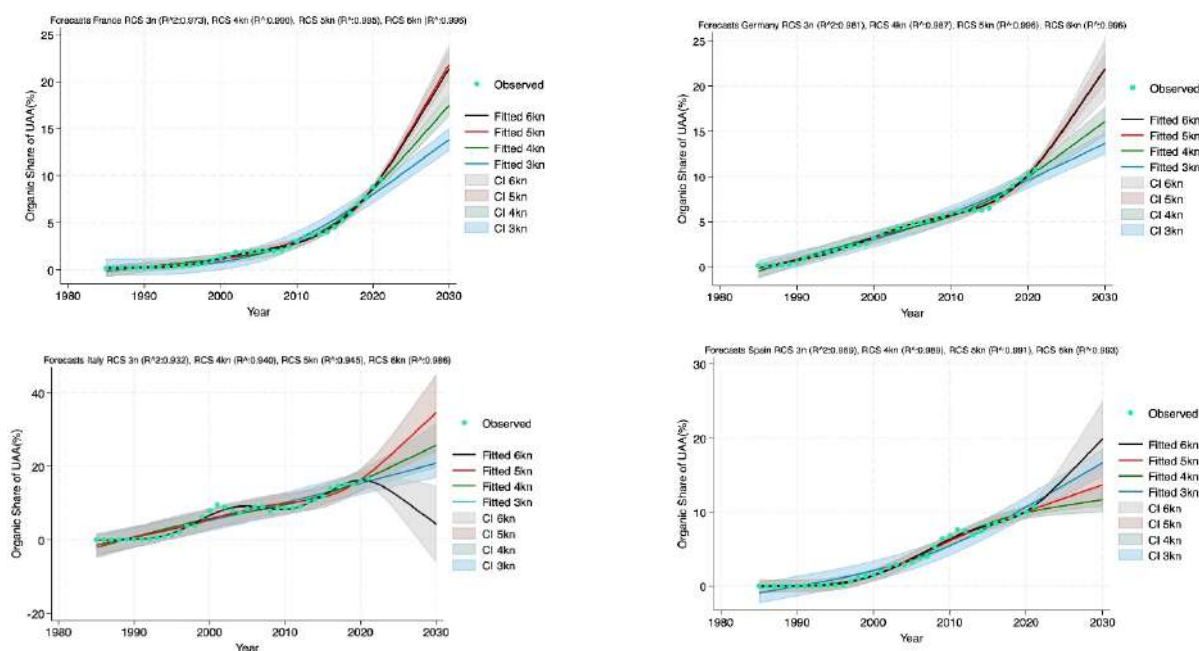 Forecasts France RCS 3n (R^2:0.973), RCS 4kn (R^:0.990), RCS 5kn (R^:0.995), RCS 6kn (R^:0.996)
25
20
15
10
5
0
Organic Share of UAA(%)
1980 1990 2000 2010 2020 2030
Year
Observed
Fitted 6kn
Fitted 5kn
Fitted 4kn
Fitted 3kn
CI 6kn
CI 5kn
CI 4kn
CI 3kn
Forecasts Germany RCS 3n (R^2:0.981), RCS 4kn (R^:0.987), RCS 5kn (R^:0.996), RCS 6kn (R^:0.996)
25
20
15
10
5
0
Organic Share of UAA(%)
1980 1990 2000 2010 2020 2030
Year
Observed
Fitted 6kn
Fitted 5kn
Fitted 4kn
Fitted 3kn
CI 6kn
CI 5kn
CI 4kn
CI 3kn
Forecasts Italy RCS 3n (R^2:0.932), RCS 4kn (R^:0.940), RCS 5kn (R^:0.945), RCS 6kn (R^:0.986)
40
20
0
-20
Organic Share of UAA(%)
1980 1990 2000 2010 2020 2030
Year
Observed
Fitted 6kn
Fitted 5kn
Fitted 4kn
Fitted 3kn
CI 6kn
CI 5kn
CI 4kn
CI 3kn
Forecasts Spain RCS 3n (R^2:0.969), RCS 4kn (R^:0.989), RCS 5kn (R^:0.991), RCS 6kn (R^:0.993)
30
20
10
0
Organic Share of UAA(%)
1980 1990 2000 2010 2020 2030
Year
Observed
Fitted 6kn
Fitted 5kn
Fitted 4kn
Fitted 3kn
CI 6kn
CI 5kn
CI 4kn
CI 3kn